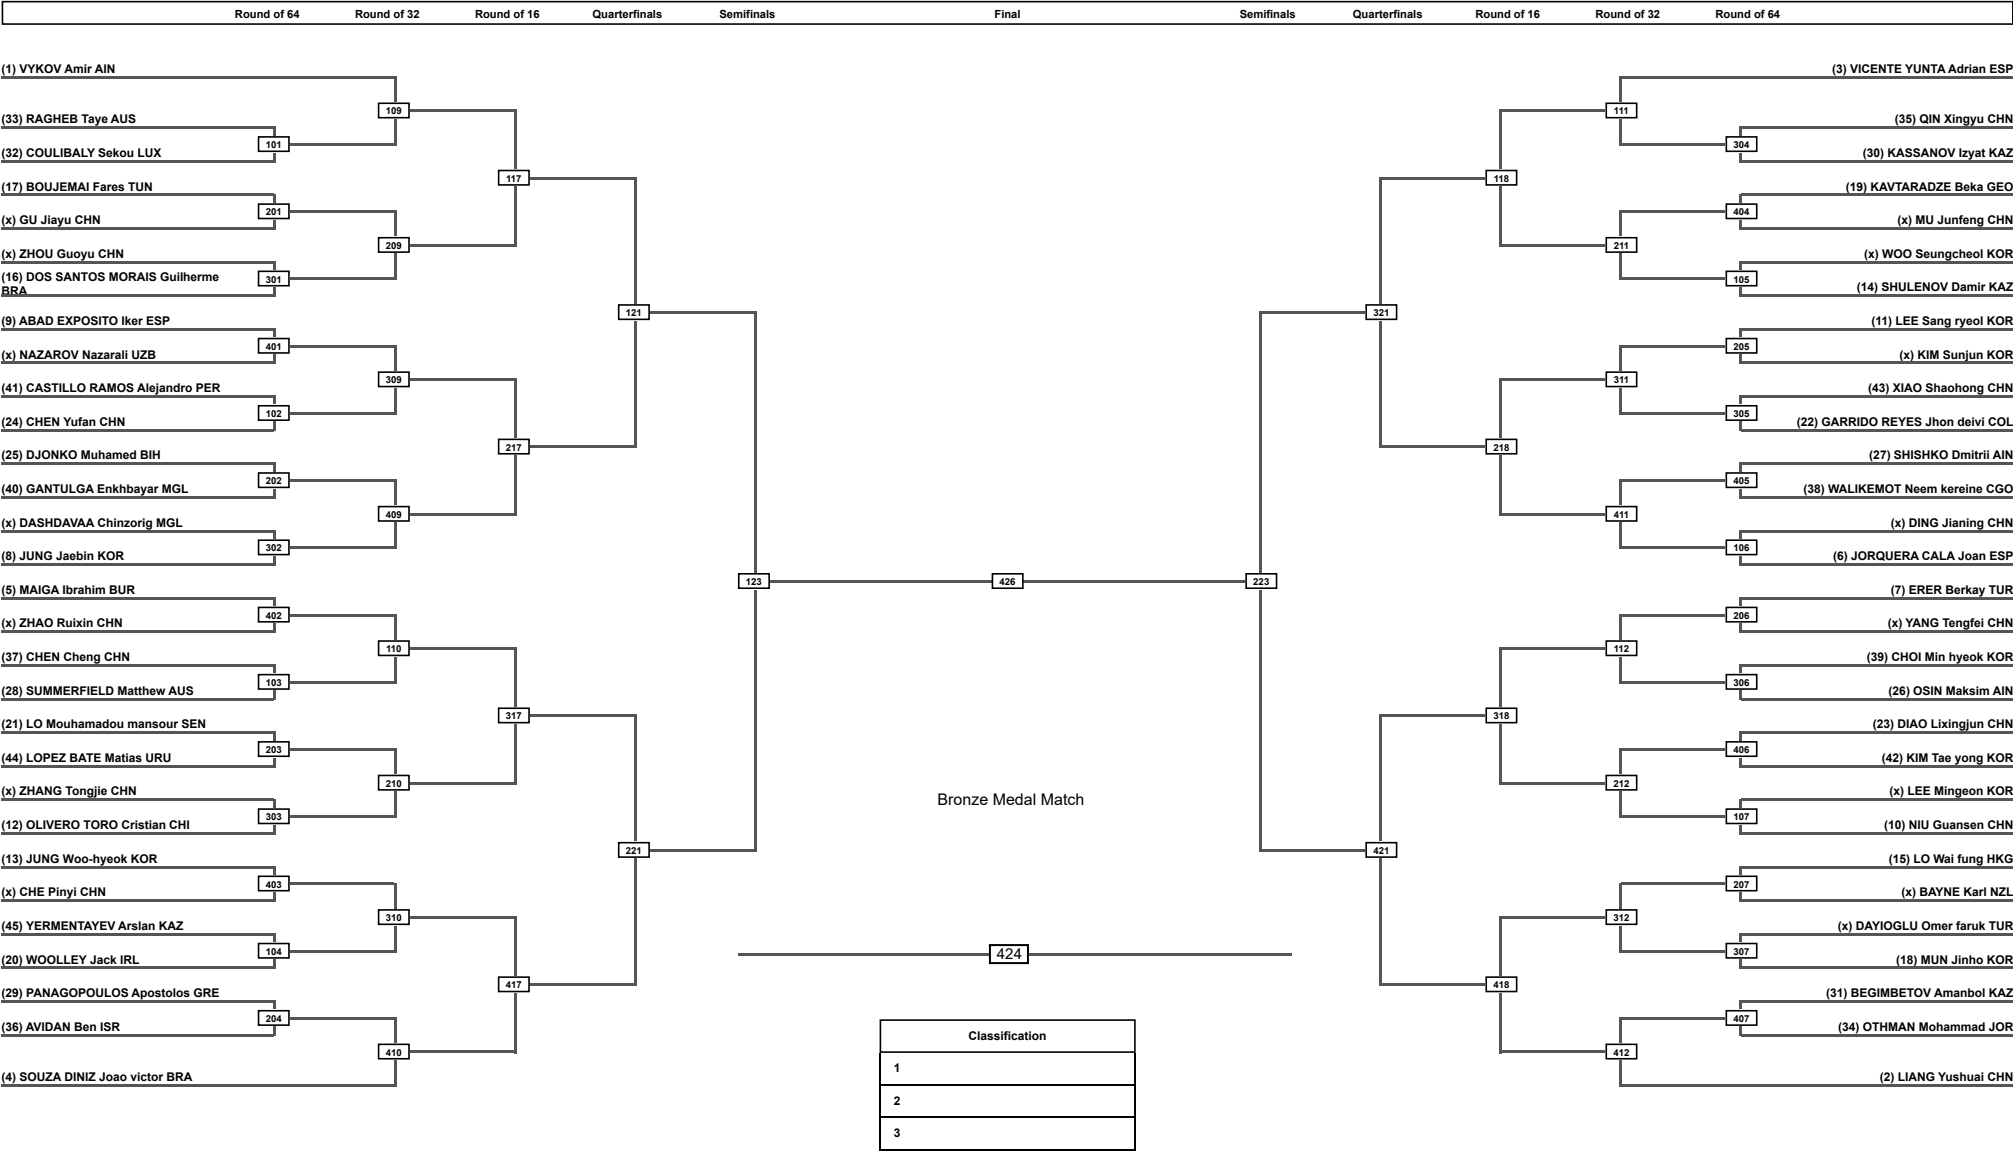 Round of 64 Round of 32 Round of 16 Quarterfinals Semifinals Final Semifinals Quarterfinals Round of 16 Round of 32 Round of 64
(1) VYKOV Amir AIN
109
(33) RAGHEB Taye AUS
101
(32) COULIBALY Sekou LUX
117
(17) BOUJEMAI Fares TUN
201
(x) GU Jiayu CHN
209
(x) ZHOU Guoyu CHN
301
(16) DOS SANTOS MORAIS Guilherme
BRA
121
(9) ABAD EXPOSITO Iker ESP
401
(x) NAZAROV Nazarali UZB
309
(41) CASTILLO RAMOS Alejandro PER
102
(24) CHEN Yufan CHN
217
(25) DJONKO Muhamed BIH
202
(40) GANTULGA Enkhbayar MGL
409
(x) DASHDAVAA Chinzorig MGL
302
(8) JUNG Jaebin KOR
123
(5) MAIGA Ibrahim BUR
402
(x) ZHAO Ruixin CHN
110
(37) CHEN Cheng CHN
103
(28) SUMMERFIELD Matthew AUS
317
(21) LO Mouhamadou mansour SEN
203
(44) LOPEZ BATE Matias URU
210
(x) ZHANG Tongjie CHN
303
(12) OLIVERO TORO Cristian CHI
221
(13) JUNG Woo-hyeok KOR
403
(x) CHE Pinyi CHN
310
(45) YERMENTAYEV Arslan KAZ
104
(20) WOOLLEY Jack IRL
417
(29) PANAGOPOULOS Apostolos GRE
204
(36) AVIDAN Ben ISR
410
(4) SOUZA DINIZ Joao victor BRA
426
Bronze Medal Match
424
Classification
1
2
3
(3) VICENTE YUNTA Adrian ESP
111
(35) QIN Xingyu CHN
304
(30) KASSANOV Izyat KAZ
118
(19) KAVTARADZE Beka GEO
404
(x) MU Junfeng CHN
211
(x) WOO Seungcheol KOR
105
(14) SHULENOV Damir KAZ
321
(11) LEE Sang ryeol KOR
205
(x) KIM Sunjun KOR
311
(43) XIAO Shaohong CHN
305
(22) GARRIDO REYES Jhon deivi COL
218
(27) SHISHKO Dmitrii AIN
405
(38) WALIKEMOT Neem kereine CGO
411
(x) DING Jianing CHN
106
(6) JORQUERA CALA Joan ESP
223
(7) ERER Berkay TUR
206
(x) YANG Tengfei CHN
112
(39) CHOI Min hyeok KOR
306
(26) OSIN Maksim AIN
318
(23) DIAO Lixingjun CHN
406
(42) KIM Tae yong KOR
212
(x) LEE Mingeon KOR
107
(10) NIU Guansen CHN
421
(15) LO Wai fung HKG
207
(x) BAYNE Karl NZL
312
(x) DAYIOGLU Omer faruk TUR
307
(18) MUN Jinho KOR
418
(31) BEGIMBETOV Amanbol KAZ
407
(34) OTHMAN Mohammad JOR
412
(2) LIANG Yushuai CHN